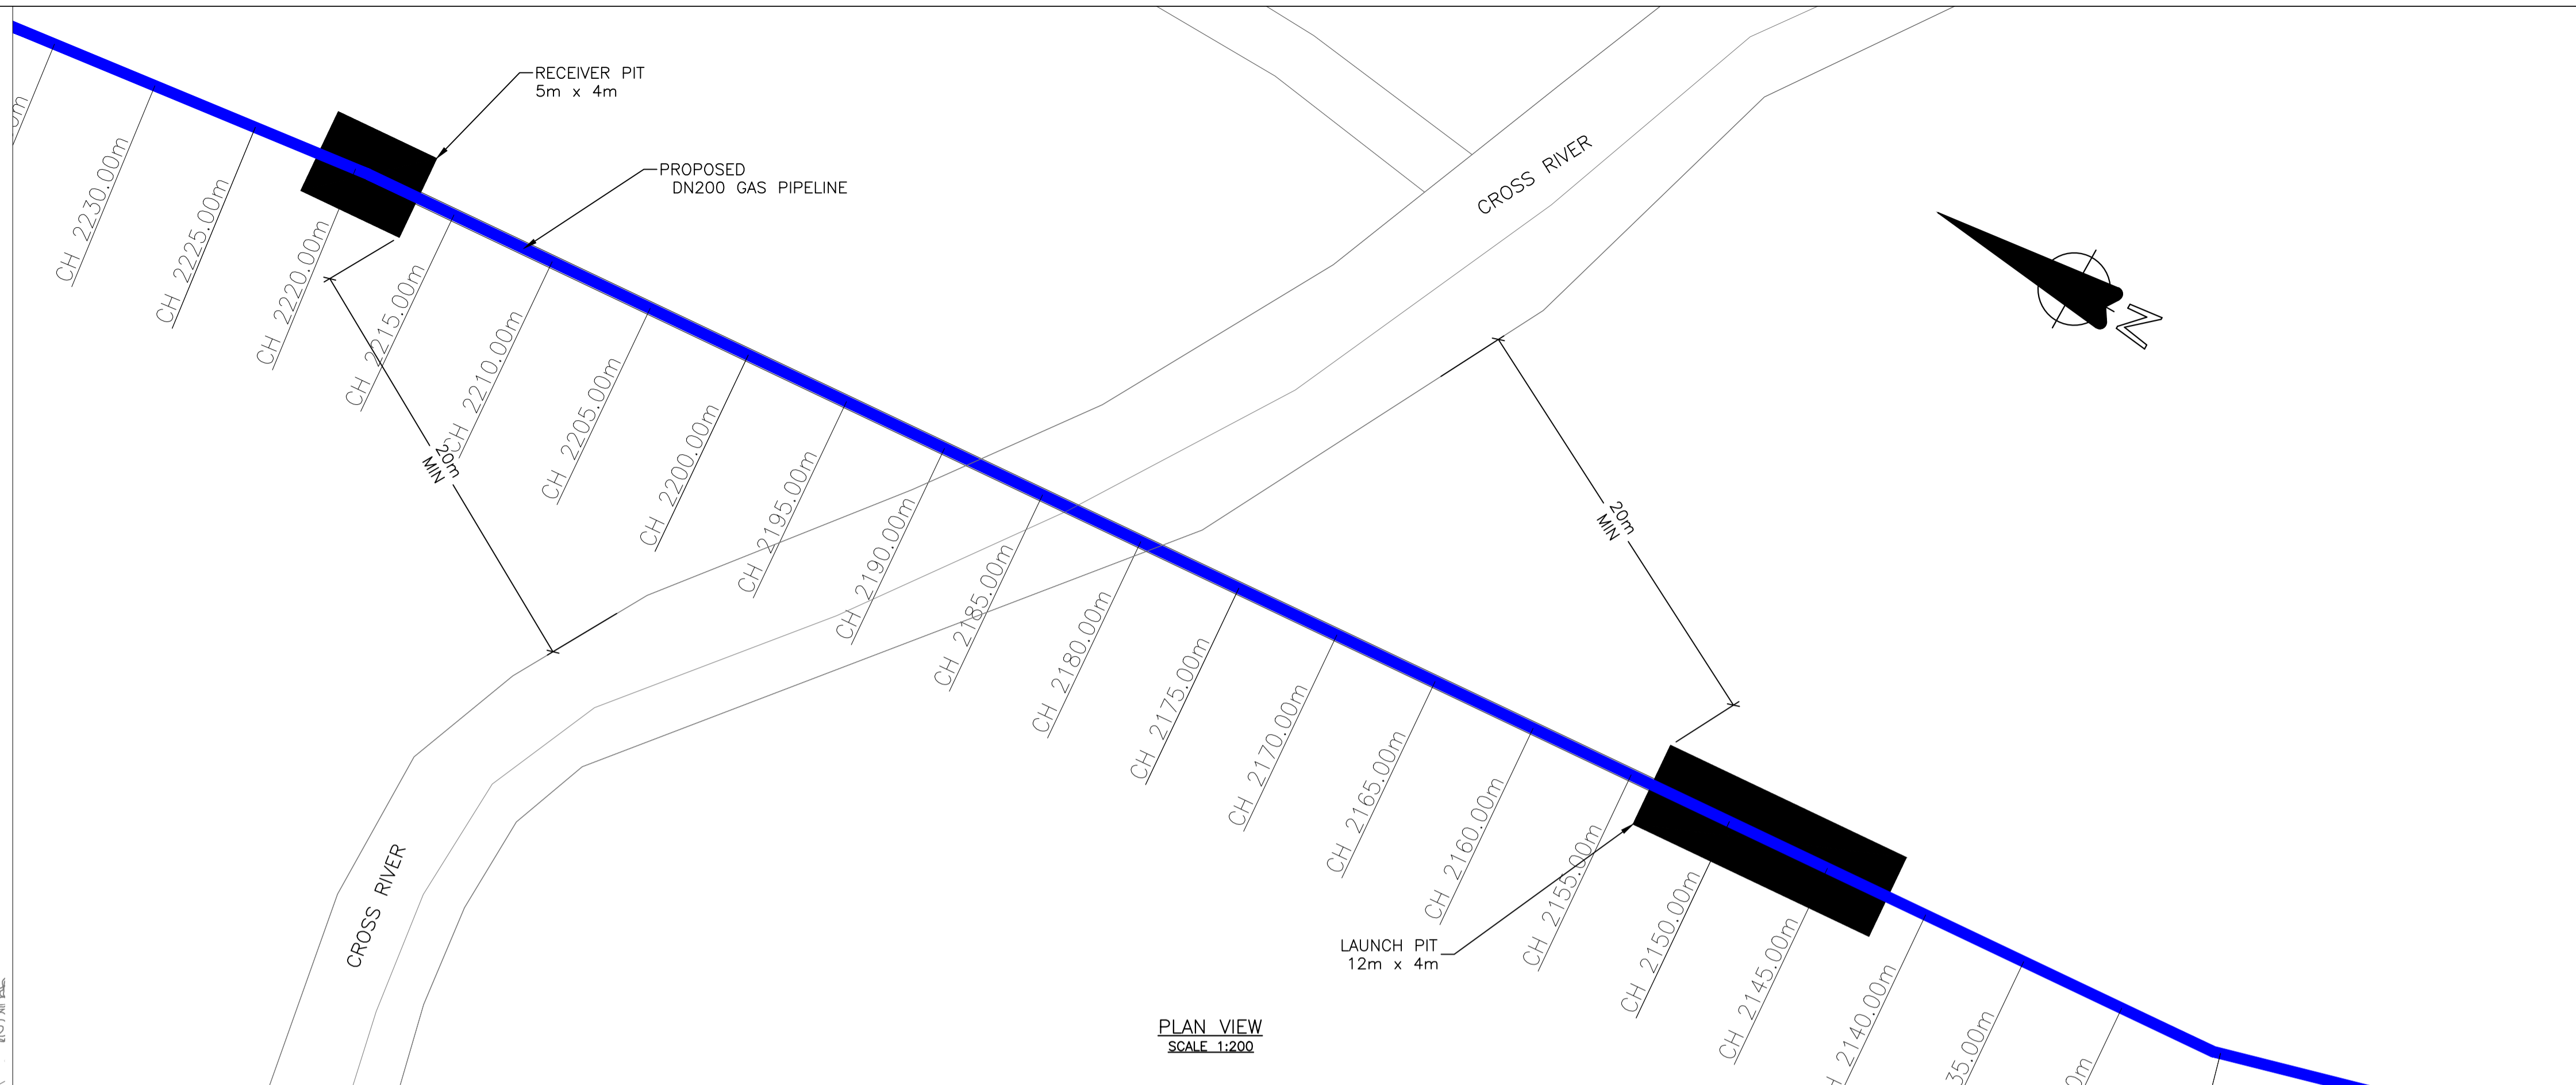 RECEIVER PIT
5m x 4m
PROPOSED
DN200 GAS PIPELINE
CROSS RIVER
N
CH 2230.00m
CH 2225.00m
CH 2220.00m
CH 2215.00m
CH 2210.00m
CH 2205.00m
CH 2200.00m
CH 2195.00m
CH 2190.00m
CH 2185.00m
CH 2180.00m
CH 2175.00m
CH 2170.00m
CH 2165.00m
CH 2160.00m
CH 2155.00m
CH 2150.00m
CH 2145.00m
H 2140.00m
35.00m
0m
0m
20m
MIN
20m
MIN
CROSS RIVER
LAUNCH PIT
12m x 4m
PLAN VIEW
SCALE 1:200